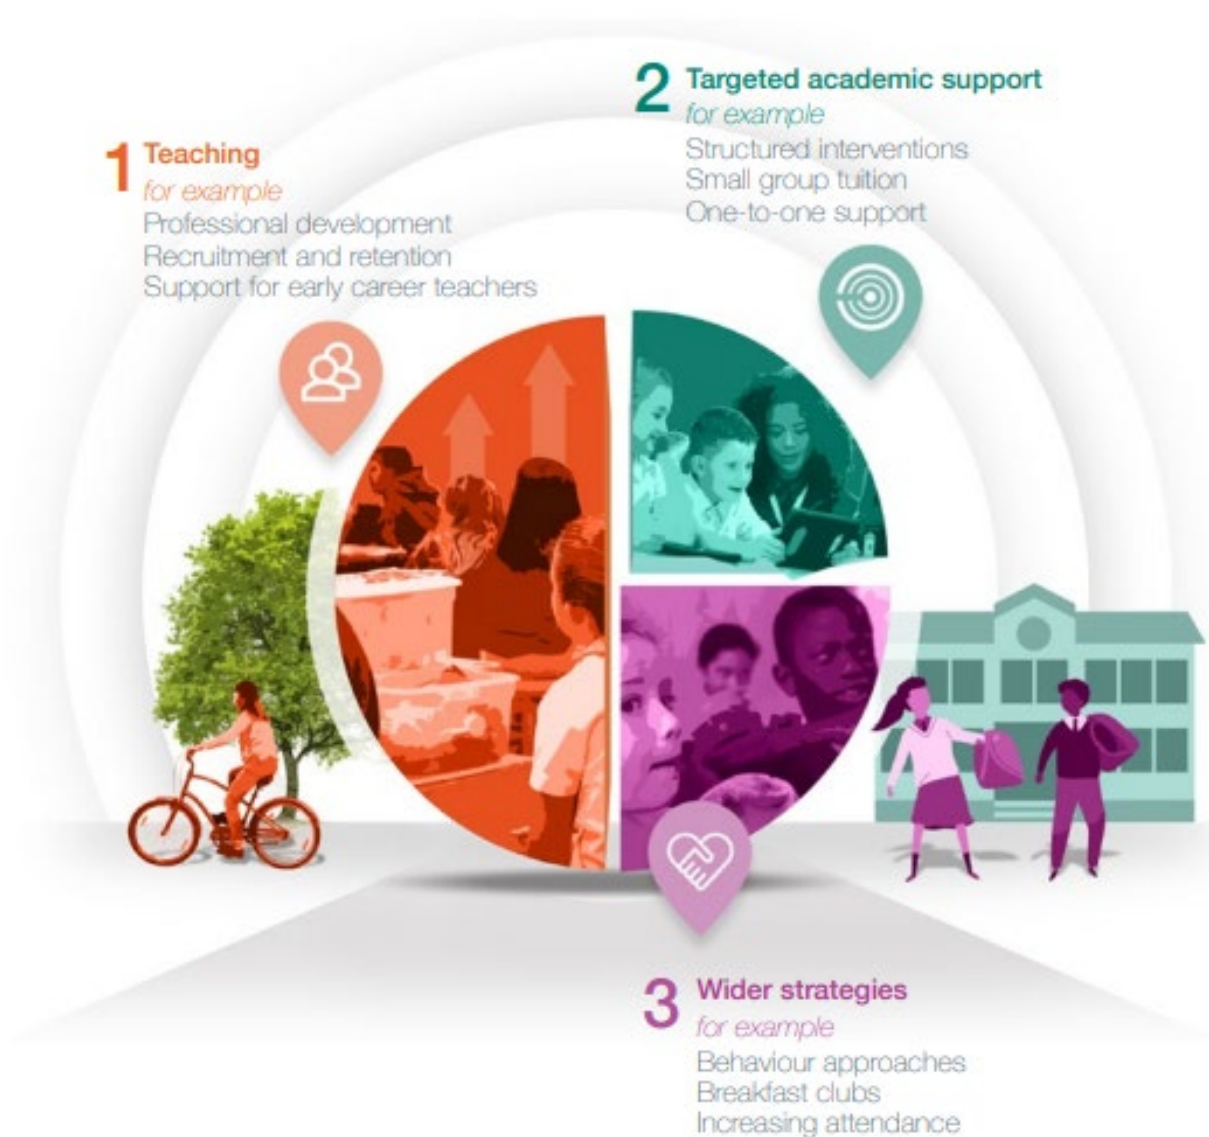 1 Teaching
for example
Professional development
Recruitment and retention
Support for early career teachers
2 Targeted academic support
for example
Structured interventions
Small group tuition
One-to-one support
3 Wider strategies
for example
Behaviour approaches
Breakfast clubs
Increasing attendance